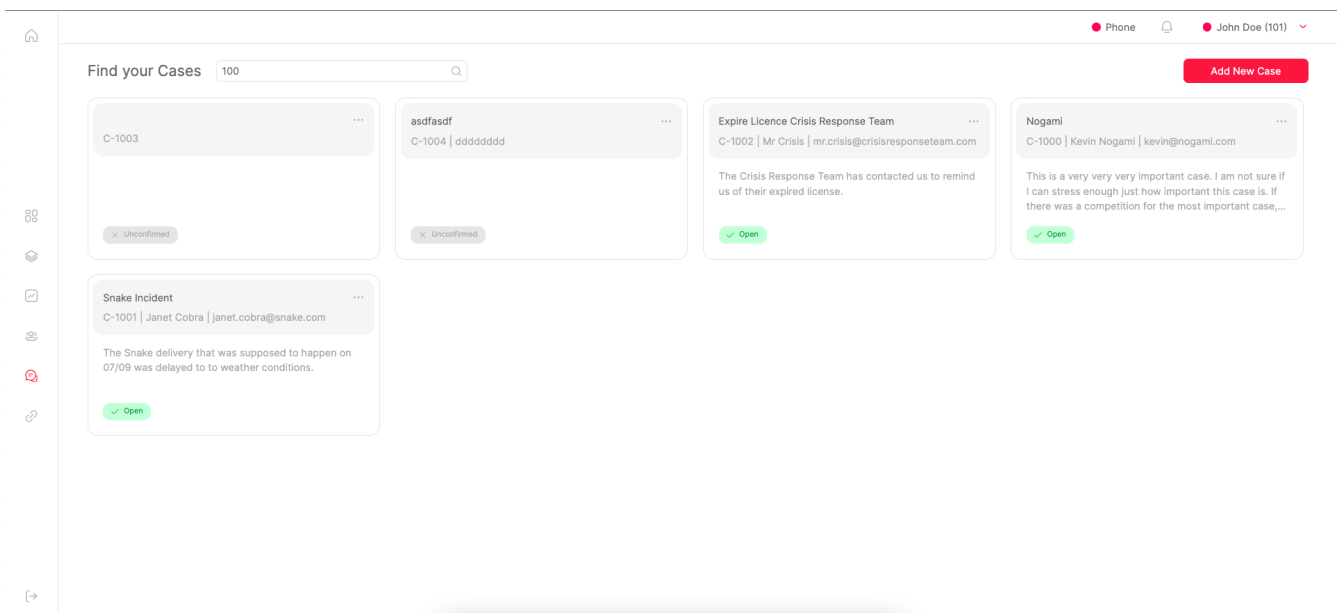 Phone
John Doe (101)
Find your Cases
100
Add New Case
C-1003
Unconfirmed
asdfasdf
C-1004 | dddddddd
Unconfirmed
Expire Licence Crisis Response Team
C-1002 | Mr Crisis | mr.crisis@crisisresponseteam.com
The Crisis Response Team has contacted us to remind
us of their expired license.
Open
Nogami
C-1000 | Kevin Nogami | kevin@nogami.com
This is a very very very important case. I am not sure if
I can stress enough just how important this case is. If
there was a competition for the most important case,...
Open
Snake Incident
C-1001 | Janet Cobra | janet.cobra@snake.com
The Snake delivery that was supposed to happen on
07/09 was delayed to to weather conditions.
Open